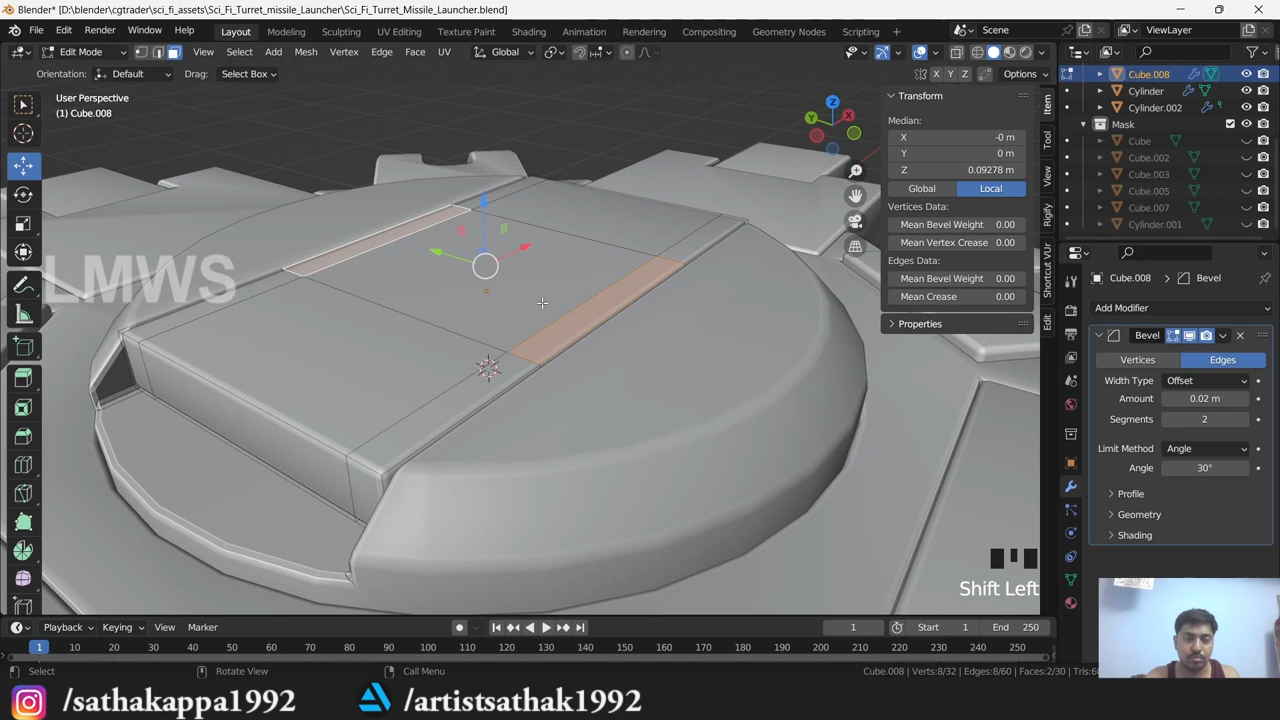 Blender* [D:\blender\cgtrader\sci_fi_assets\Sci_Fi_Turret_missile_Launcher\Sci_Fi_Turret_Missile_Launcher.blend]
File Edit Render Window Help Layout Modeling Sculpting UV Editing Texture Paint Shading Animation Rendering Compositing Geometry Nodes Scripting + Scene ViewLayer
Edit Mode View Select Add Mesh Vertex Edge Face UV Global
Orientation: Default Drag: Select Box X Y Z Options
User Perspective
(1) Cube.008
Z
Y
X
LMWS
Transform
Median:
X -0 m
Y 0 m
Z 0.09278 m
Global Local
Vertices Data:
Mean Bevel Weight 0.00
Mean Vertex Crease 0.00
Edges Data:
Mean Bevel Weight 0.00
Mean Crease 0.00
Properties
Item
Tool
View
Rigify
Shortcut VUr
Edit
Cube.008
Cylinder
Cylinder.002
Mask
Cube
Cube.002
Cube.003
Cube.005
Cube.007
Cylinder.001
Cube.008 > Bevel
Add Modifier
Bevel
Vertices Edges
Width Type Offset
Amount 0.02 m
Segments 2
Limit Method Angle
Angle 30°
Profile
Geometry
Shading
Shift Left
Playback Keying View Marker 1 Start 1 End 250
1 10 20 30 40 50 60 70 80 90 100 110 120 130 140 150 160 170 180 190 200 210 220 230 240 250
Select Rotate View Call Menu Cube.008 | Verts:8/32 | Edges:8/60 | Faces:2/30 | Tris:60
/sathakappa1992 /artistsathak1992